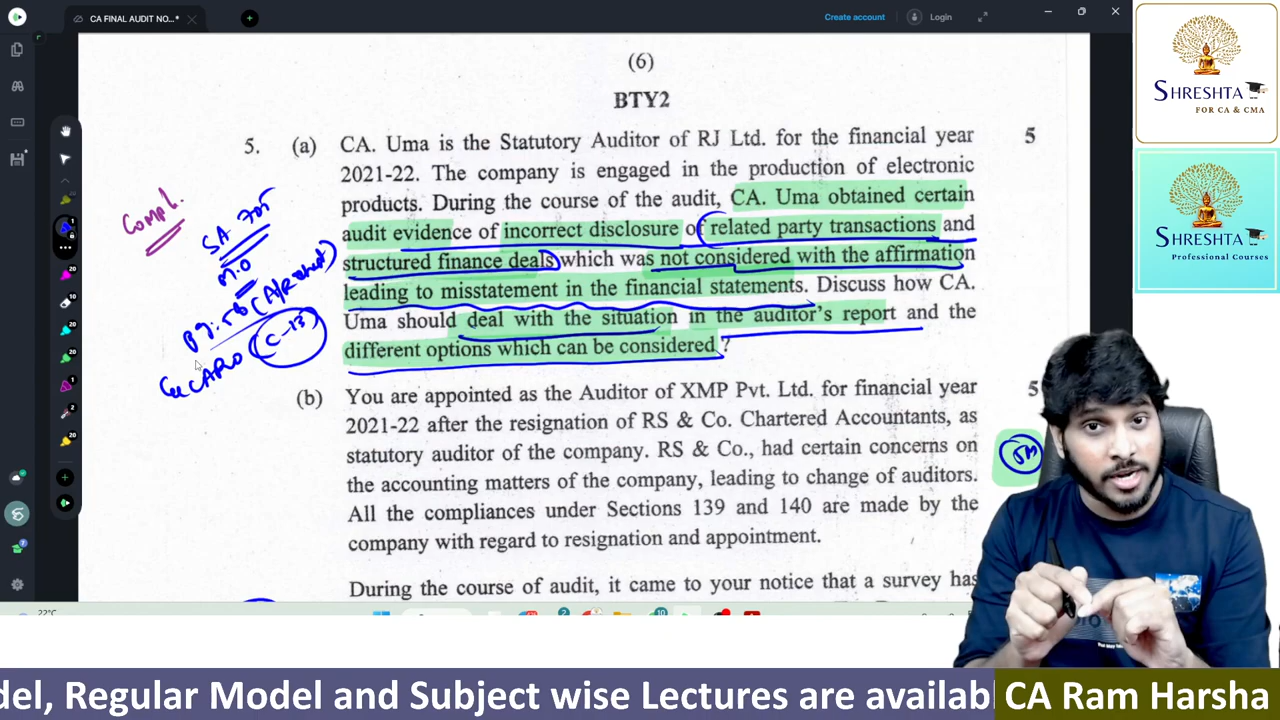 CA FINAL AUDIT NO...*
Create account
Login
(6)
BTY2
5. (a) CA. Uma is the Statutory Auditor of RJ Ltd. for the financial year 5
2021-22. The company is engaged in the production of electronic
products. During the course of the audit, CA. Uma obtained certain
audit evidence of incorrect disclosure of related party transactions and
structured finance deals which was not considered with the affirmation
leading to misstatement in the financial statements. Discuss how CA.
Uma should deal with the situation in the auditor's report and the
different options which can be considered ?
Compl.
SA 705
M.O
Pg. 56 (A/R chart)
CARO (C-13)
(b) You are appointed as the Auditor of XMP Pvt. Ltd. for financial year 5
2021-22 after the resignation of RS & Co. Chartered Accountants, as
statutory auditor of the company. RS & Co., had certain concerns on
the accounting matters of the company, leading to change of auditors.
All the compliances under Sections 139 and 140 are made by the
company with regard to resignation and appointment.
During the course of audit, it came to your notice that a survey has
5M
22°C
SHRESHTA
FOR CA & CMA
SHRESHTA
Professional Courses
del, Regular Model and Subject wise Lectures are availab
CA Ram Harsha